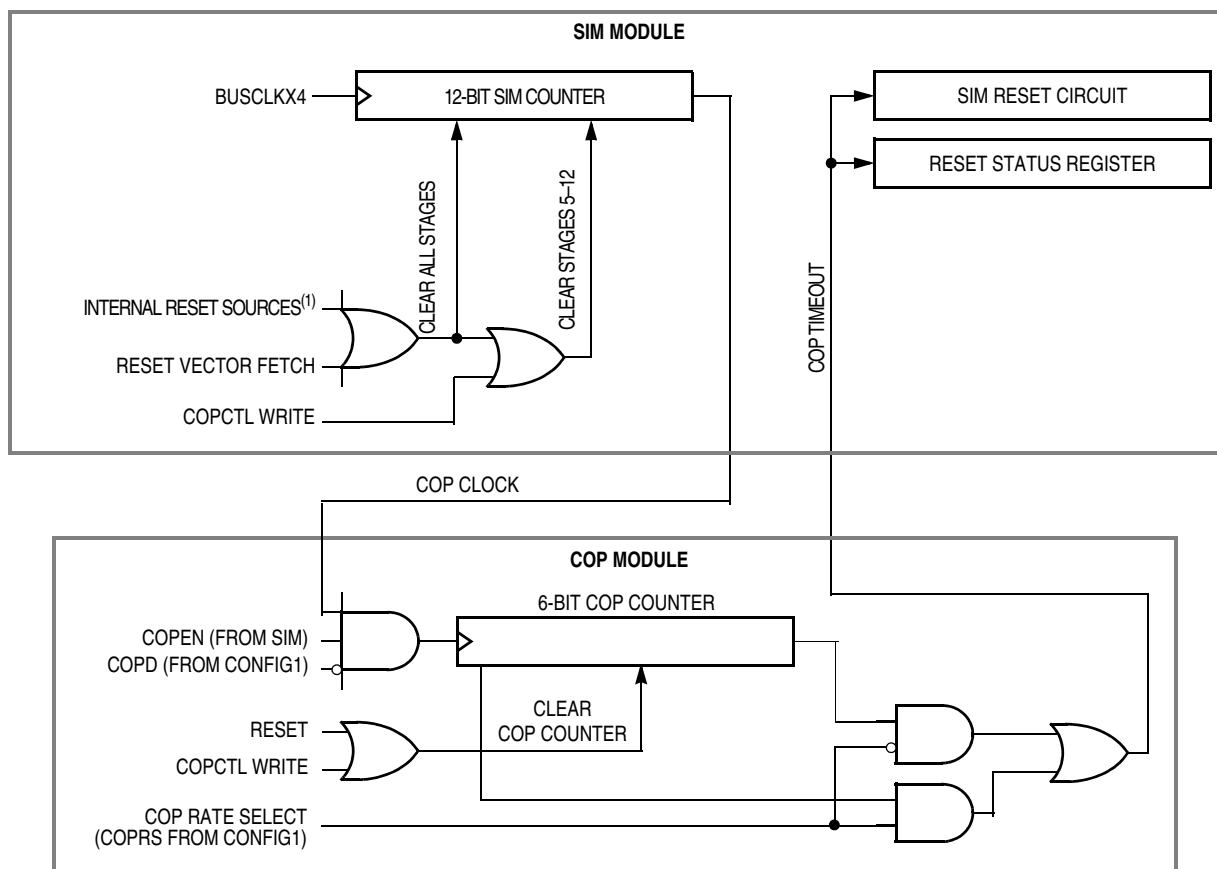 SIM MODULE
BUSCLKX4
12-BIT SIM COUNTER
SIM RESET CIRCUIT
RESET STATUS REGISTER
CLEAR ALL STAGES
CLEAR STAGES 5–12
COP TIMEOUT
INTERNAL RESET SOURCES(1)
RESET VECTOR FETCH
COPCTL WRITE
COP CLOCK
COP MODULE
6-BIT COP COUNTER
COPEN (FROM SIM)
COPD (FROM CONFIG1)
CLEAR
COP COUNTER
RESET
COPCTL WRITE
COP RATE SELECT
(COPRS FROM CONFIG1)